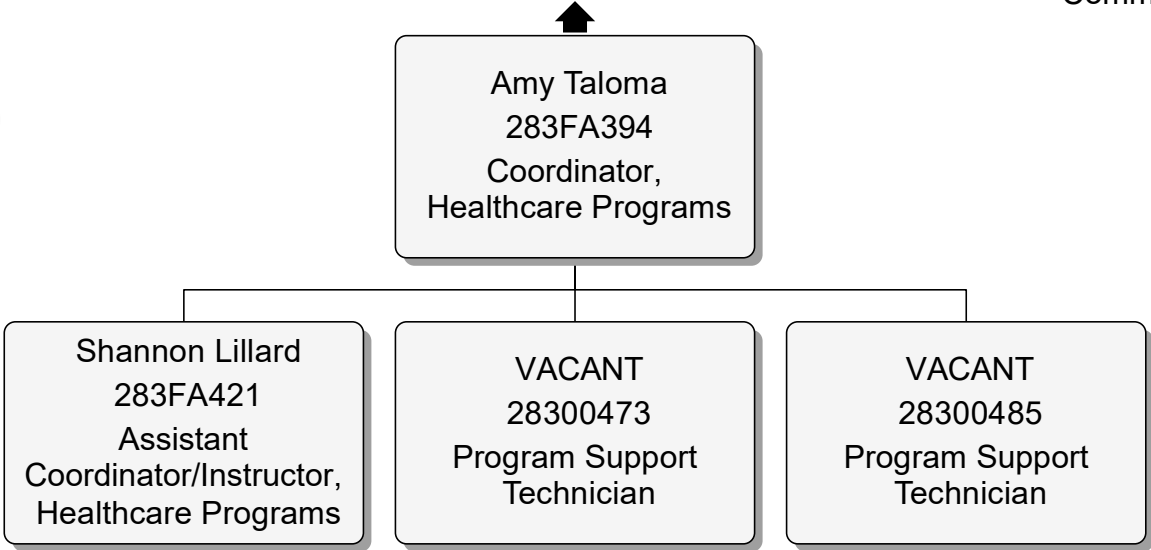 Amy Taloma
283FA394
Coordinator,
Healthcare Programs
Shannon Lillard
283FA421
Assistant
Coordinator/Instructor,
Healthcare Programs
VACANT
28300473
Program Support
Technician
VACANT
28300485
Program Support
Technician